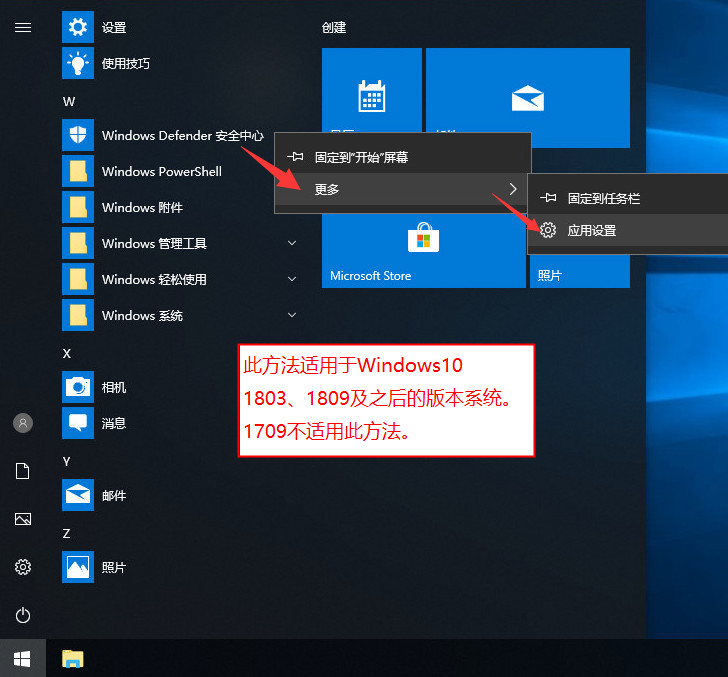 设置
使用技巧
W
Windows Defender 安全中心
Windows PowerShell
Windows 附件
Windows 管理工具
Windows 轻松使用
Windows 系统
X
相机
消息
Y
邮件
Z
照片
创建
固定到"开始"屏幕
更多
固定到任务栏
应用设置
Microsoft Store
照片
此方法适用于Windows10
1803、1809及之后的版本系统。
1709不适用此方法。